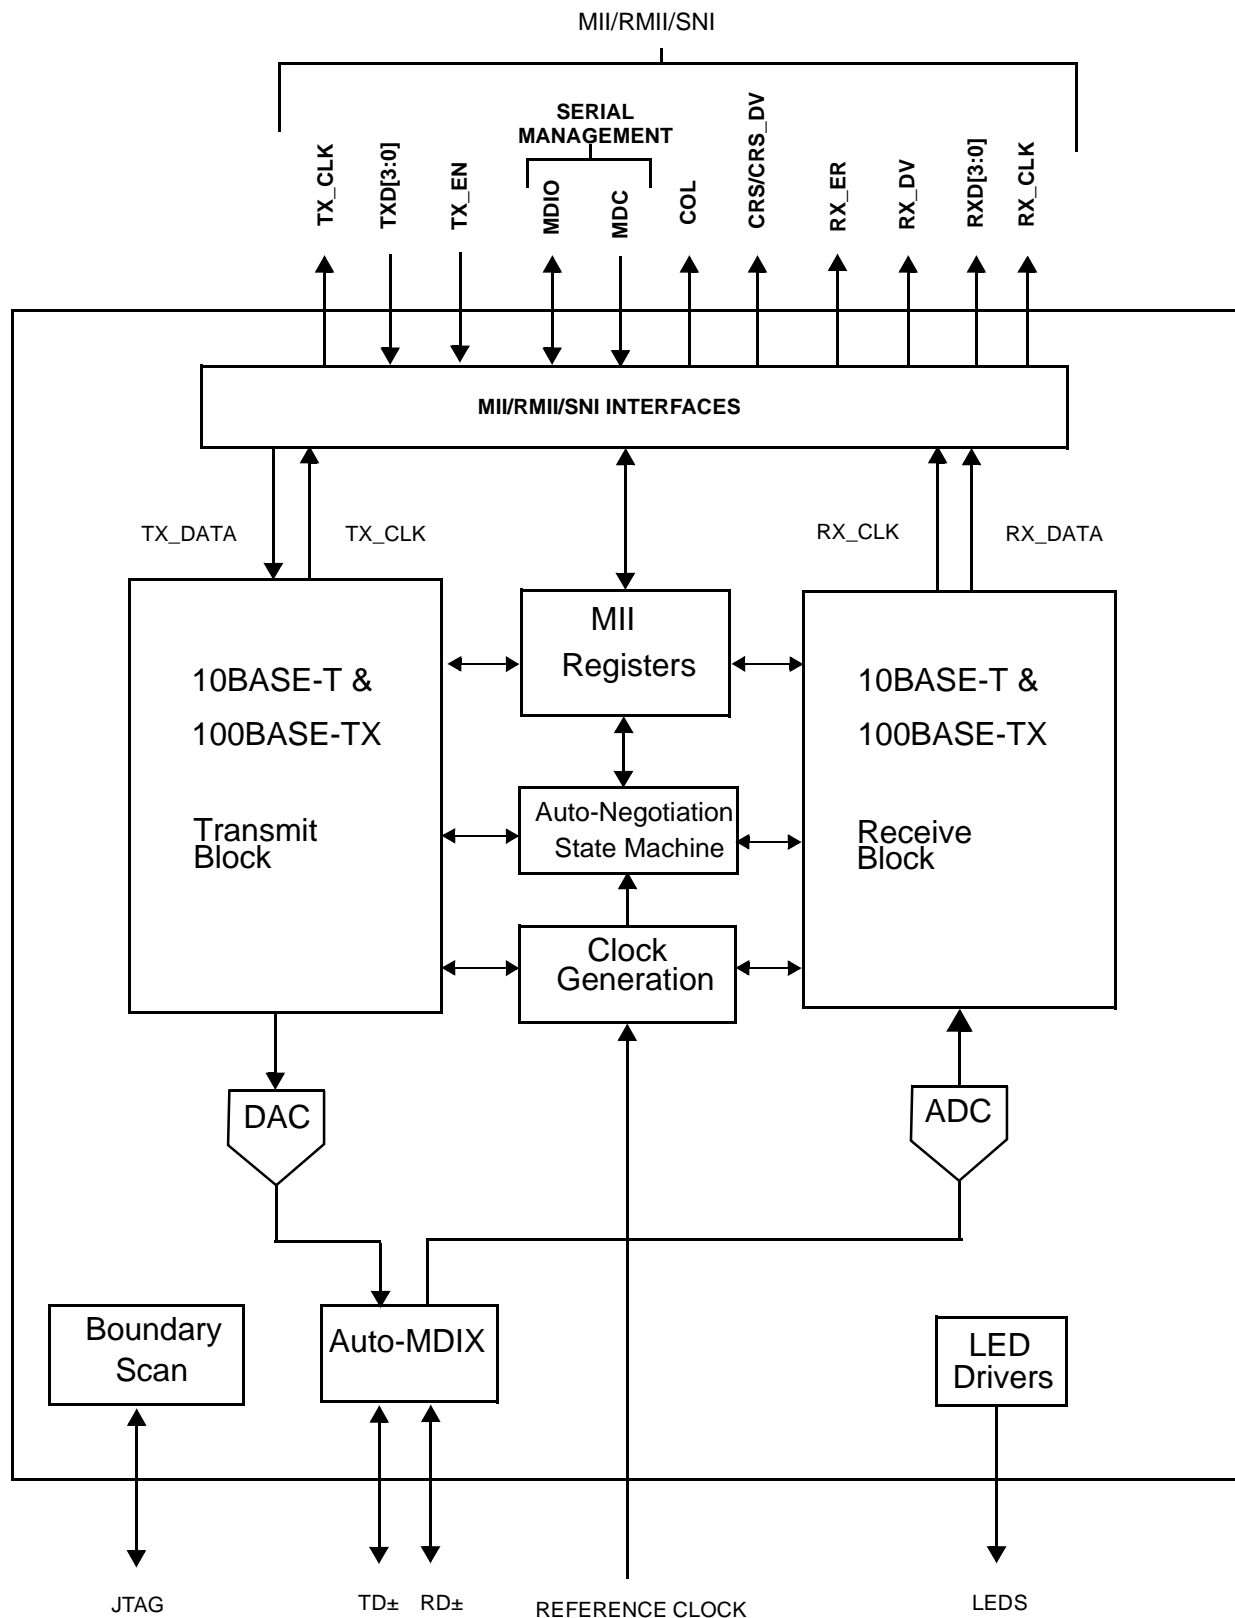 MII/RMII/SNI
SERIAL
MANAGEMENT
TX_CLK
TXD[3:0]
TX_EN
MDIO
MDC
COL
CRS/CRS_DV
RX_ER
RX_DV
RXD[3:0]
RX_CLK
MII/RMII/SNI INTERFACES
TX_DATA
TX_CLK
RX_CLK
RX_DATA
10BASE-T &
100BASE-TX
Transmit
Block
MII
Registers
Auto-Negotiation
State Machine
Clock
Generation
10BASE-T &
100BASE-TX
Receive
Block
DAC
ADC
Boundary
Scan
Auto-MDIX
LED
Drivers
JTAG
TD±
RD±
REFERENCE CLOCK
LEDS